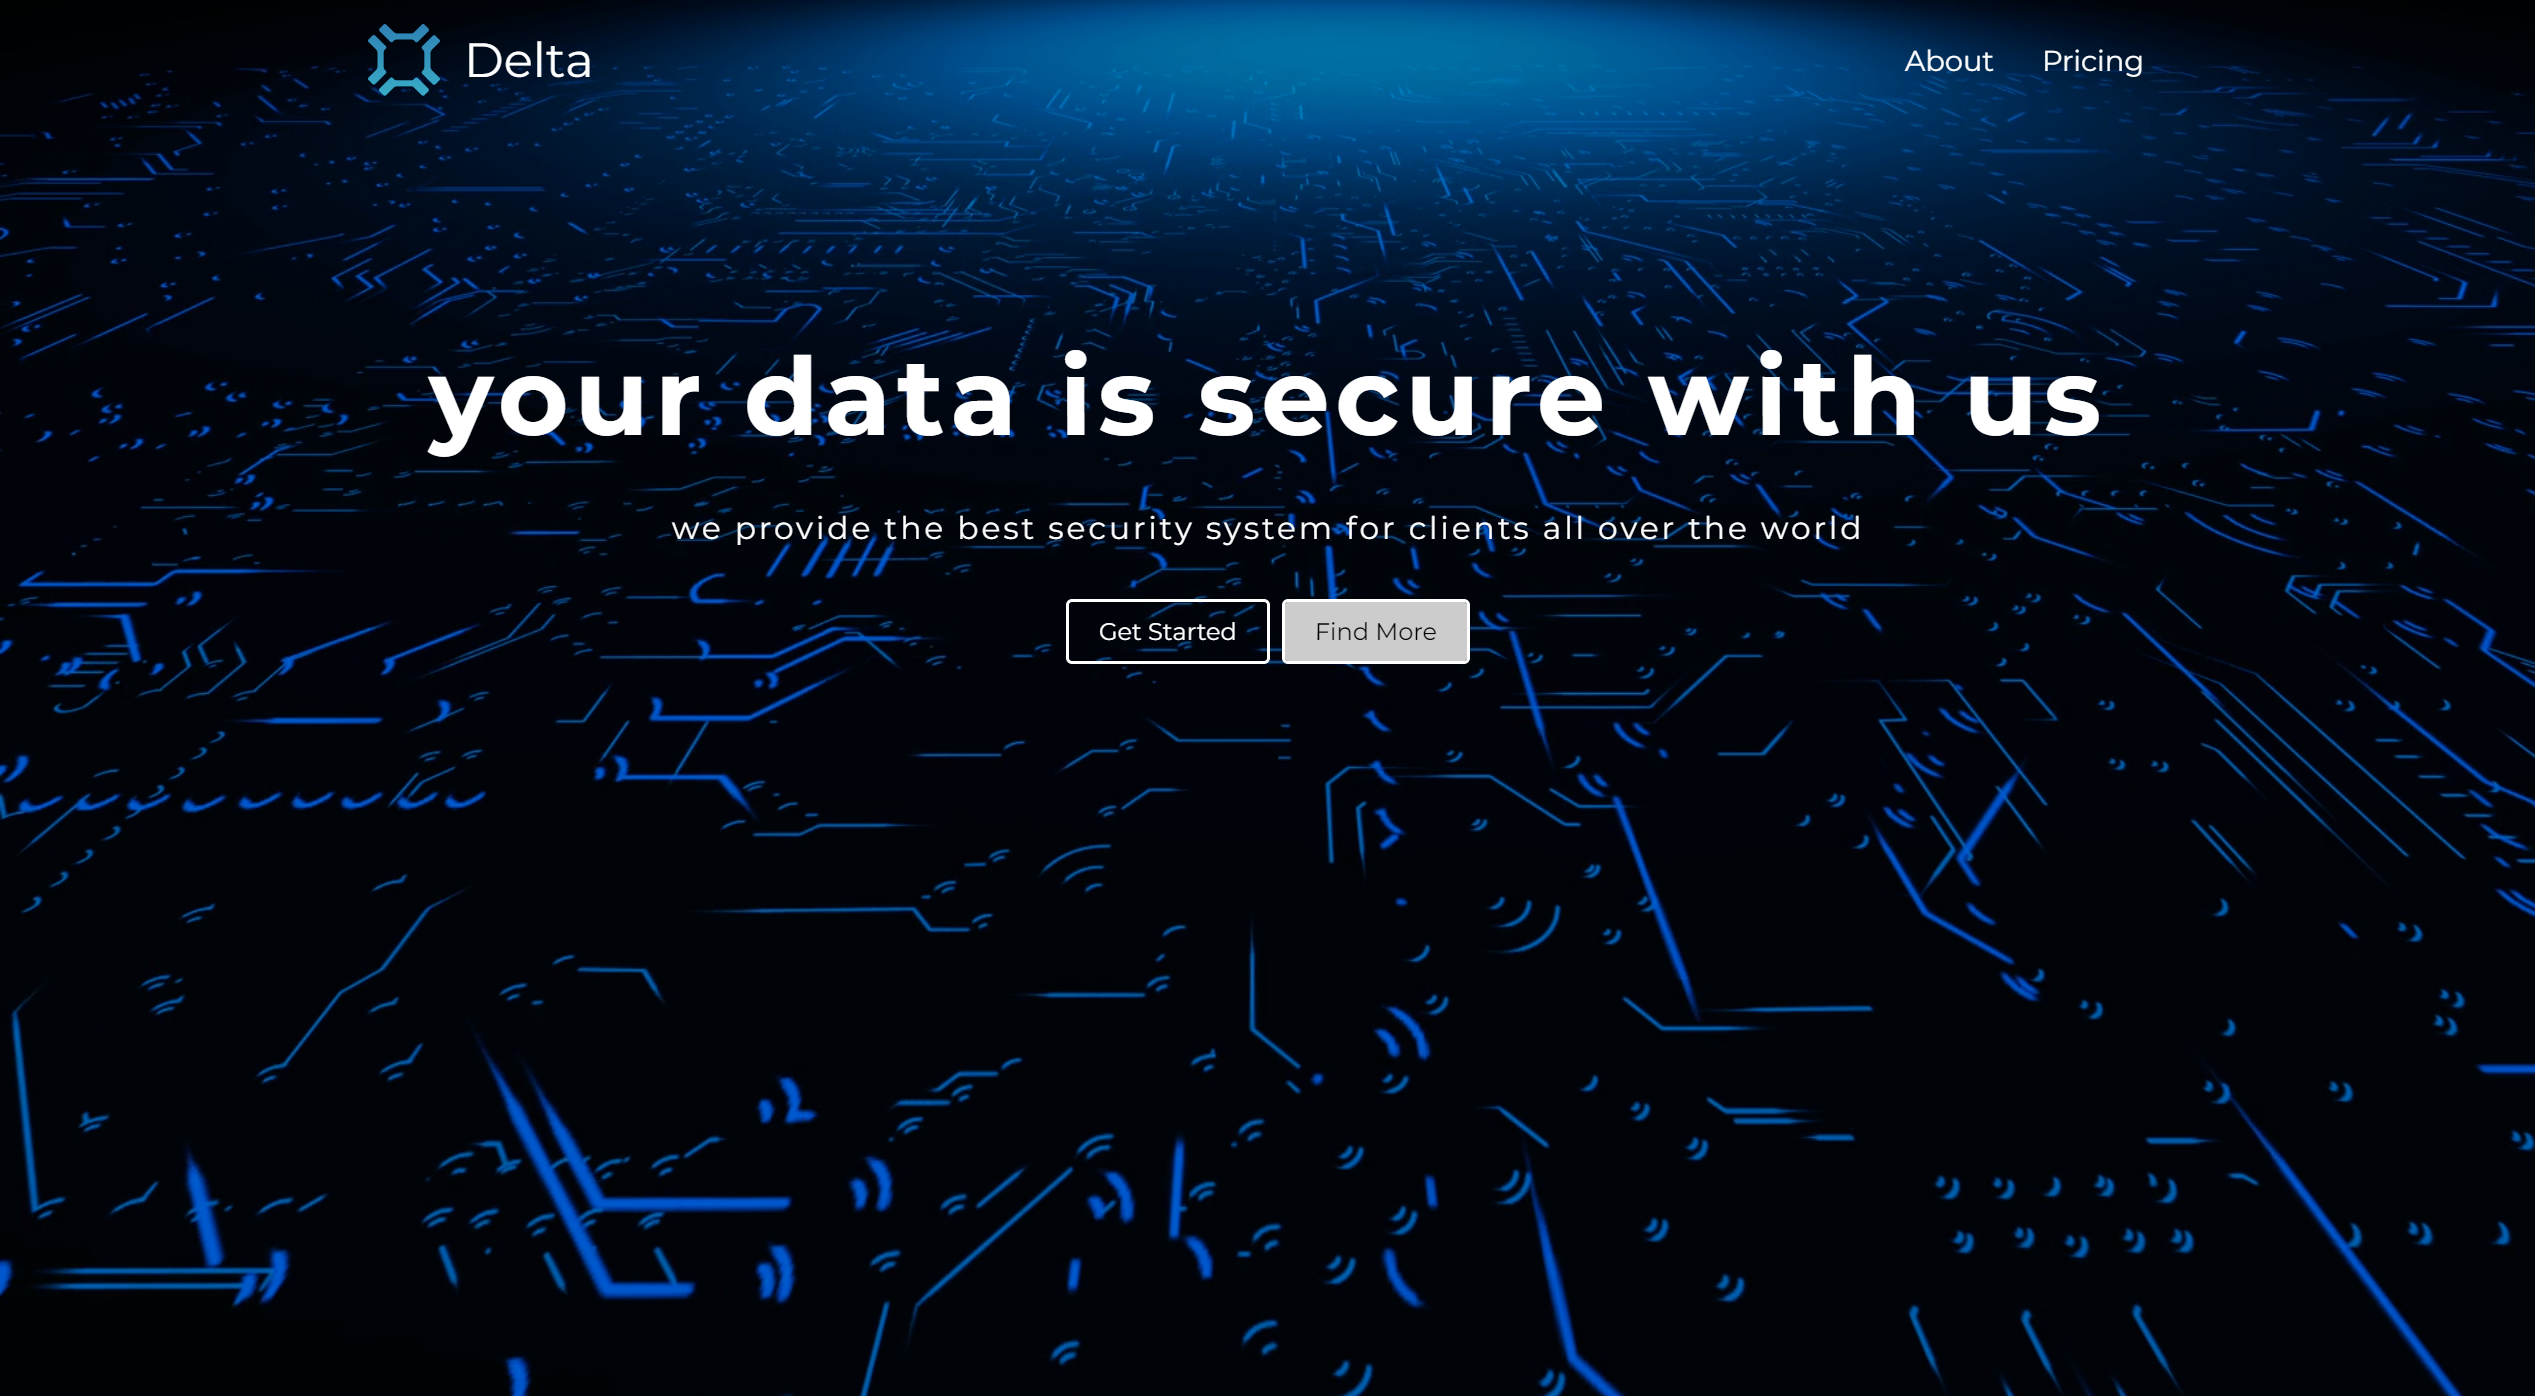 Delta
About Pricing
your data is secure with us
we provide the best security system for clients all over the world
Get Started Find More